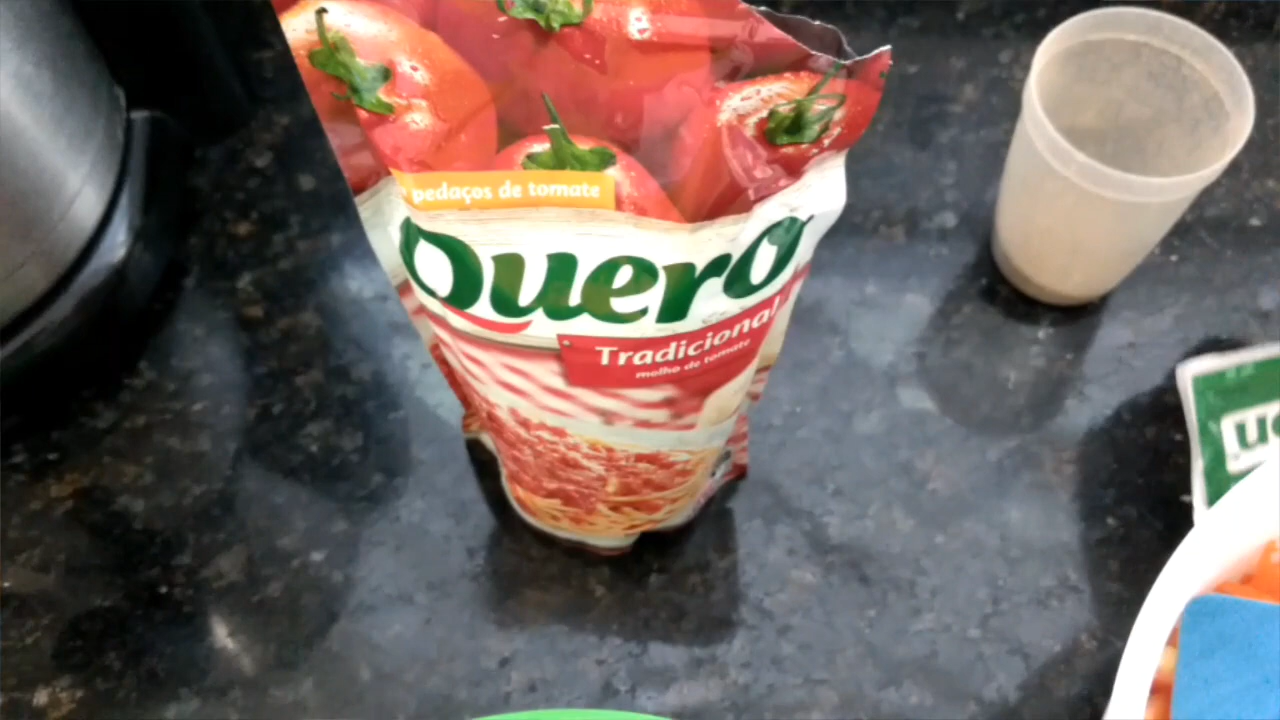 pedaços de tomate
Quero
Tradicional
molho de tomate